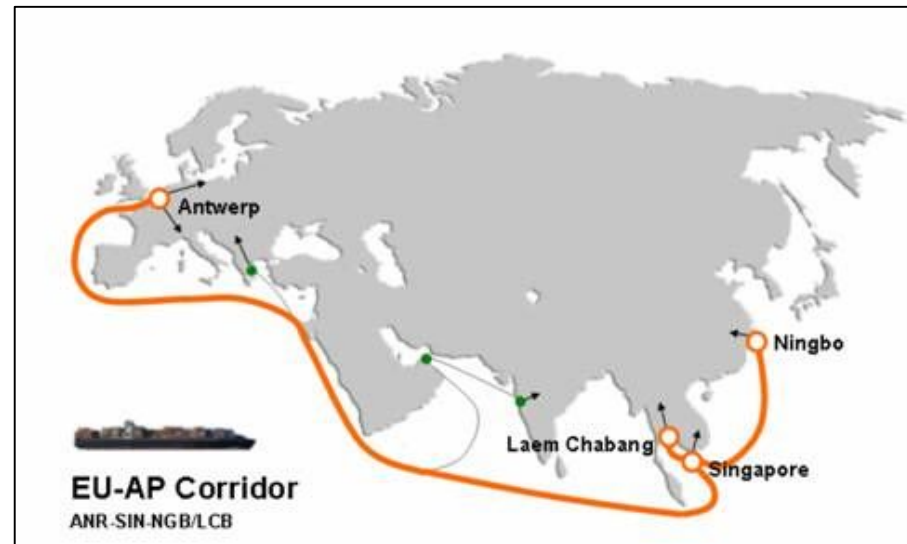 Antwerp
Ningbo
Laem Chabang
Singapore
EU-AP Corridor
ANR-SIN-NGB/LCB